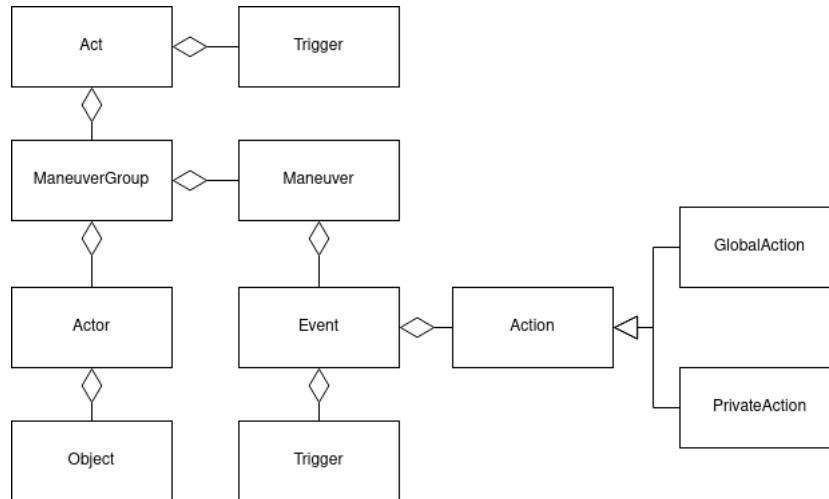 Act
Trigger
ManeuverGroup
Maneuver
GlobalAction
Actor
Event
Action
PrivateAction
Object
Trigger